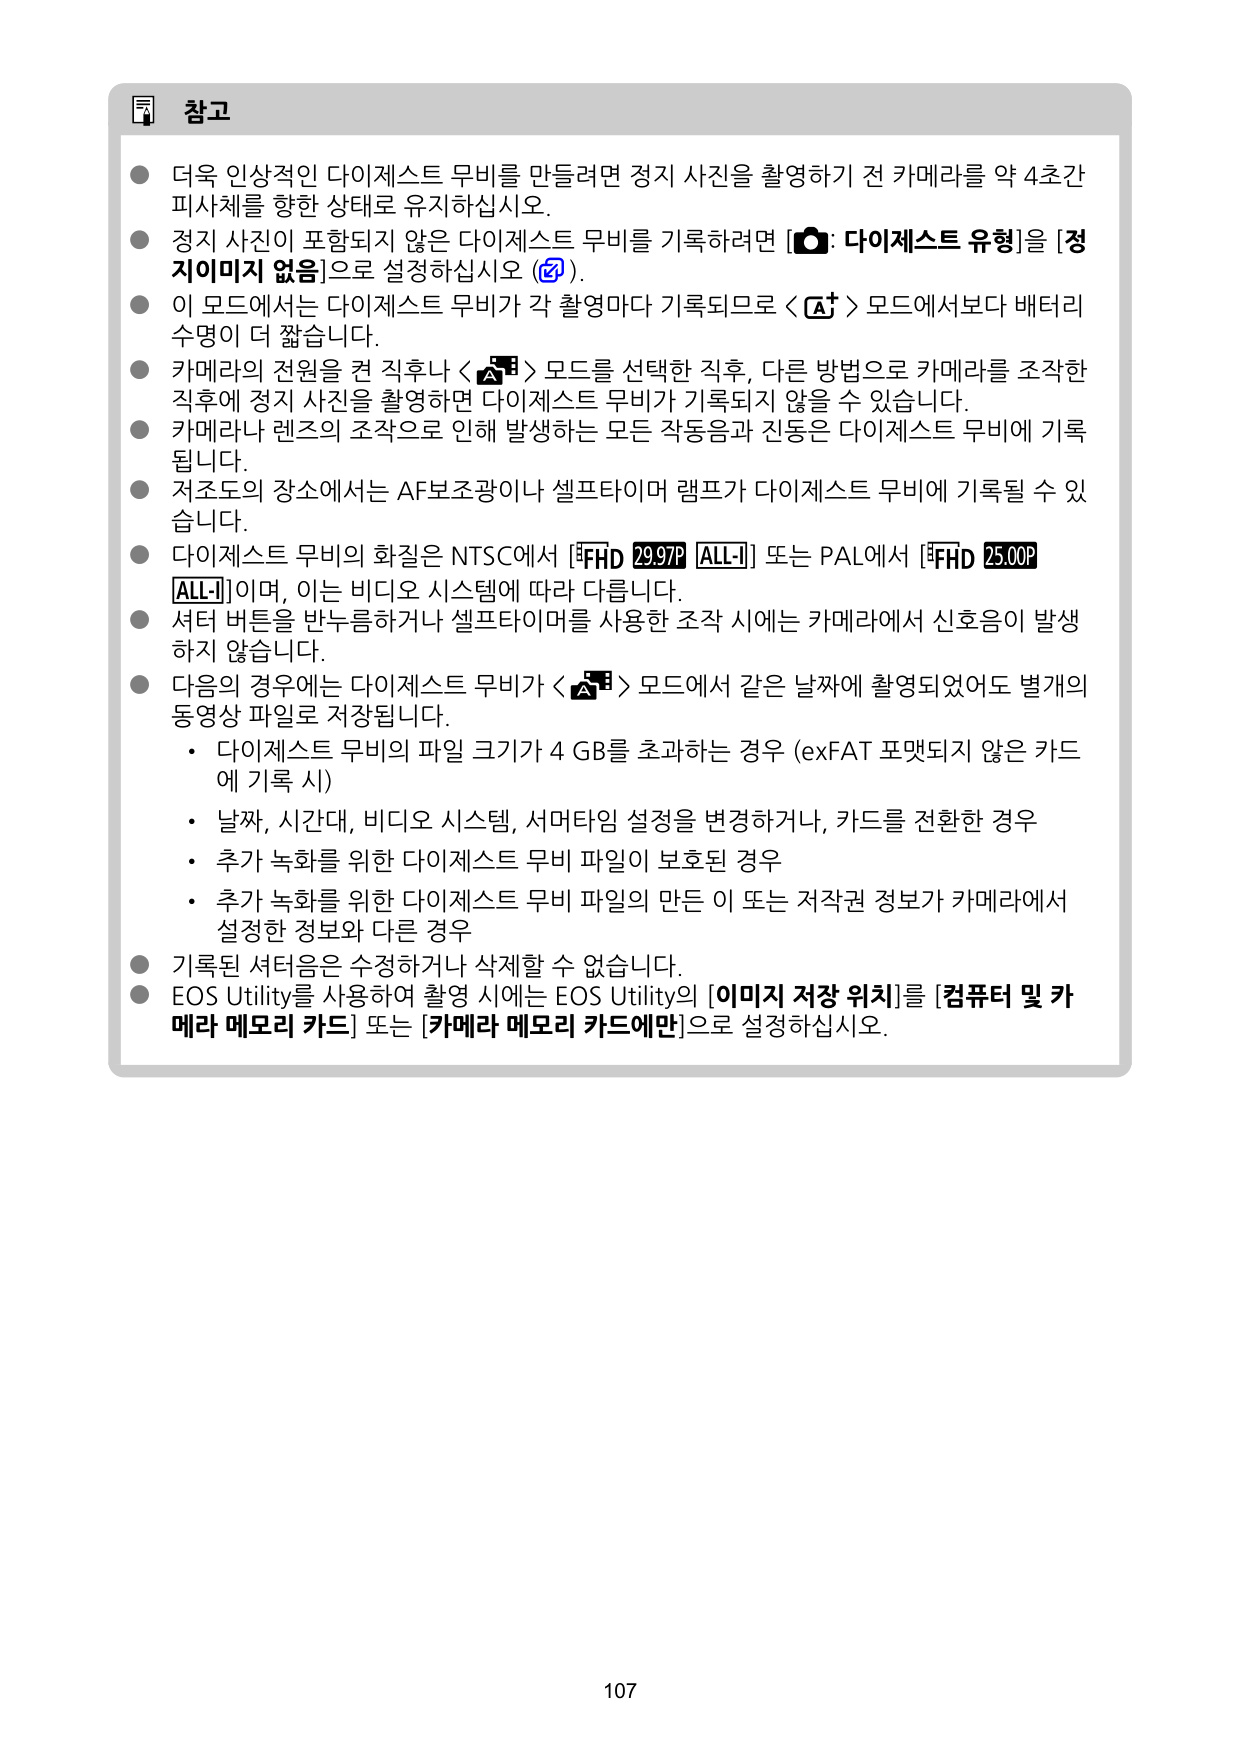 참고
● 더욱 인상적인 다이제스트 무비를 만들려면 정지 사진을 촬영하기 전 카메라를 약 4초간
피사체를 향한 상태로 유지하십시오.
● 정지 사진이 포함되지 않은 다이제스트 무비를 기록하려면 [: 다이제스트 유형]을 [정
지이미지 없음]으로 설정하십시오 ( ).
● 이 모드에서는 다이제스트 무비가 각 촬영마다 기록되므로 < A+ > 모드에서보다 배터리
수명이 더 짧습니다.
● 카메라의 전원을 켠 직후나 < A > 모드를 선택한 직후, 다른 방법으로 카메라를 조작한
직후에 정지 사진을 촬영하면 다이제스트 무비가 기록되지 않을 수 있습니다.
● 카메라나 렌즈의 조작으로 인해 발생하는 모든 작동음과 진동은 다이제스트 무비에 기록
됩니다.
● 저조도의 장소에서는 AF보조광이나 셀프타이머 램프가 다이제스트 무비에 기록될 수 있
습니다.
● 다이제스트 무비의 화질은 NTSC에서 [FHD 29.97P ALL-I] 또는 PAL에서 [FHD 25.00P
ALL-I]이며, 이는 비디오 시스템에 따라 다릅니다.
● 셔터 버튼을 반누름하거나 셀프타이머를 사용한 조작 시에는 카메라에서 신호음이 발생
하지 않습니다.
● 다음의 경우에는 다이제스트 무비가 < A > 모드에서 같은 날짜에 촬영되었어도 별개의
동영상 파일로 저장됩니다.
• 다이제스트 무비의 파일 크기가 4 GB를 초과하는 경우 (exFAT 포맷되지 않은 카드
에 기록 시)
• 날짜, 시간대, 비디오 시스템, 서머타임 설정을 변경하거나, 카드를 전환한 경우
• 추가 녹화를 위한 다이제스트 무비 파일이 보호된 경우
• 추가 녹화를 위한 다이제스트 무비 파일의 만든 이 또는 저작권 정보가 카메라에서
설정한 정보와 다른 경우
● 기록된 셔터음은 수정하거나 삭제할 수 없습니다.
● EOS Utility를 사용하여 촬영 시에는 EOS Utility의 [이미지 저장 위치]를 [컴퓨터 및 카
메라 메모리 카드] 또는 [카메라 메모리 카드에만]으로 설정하십시오.
107